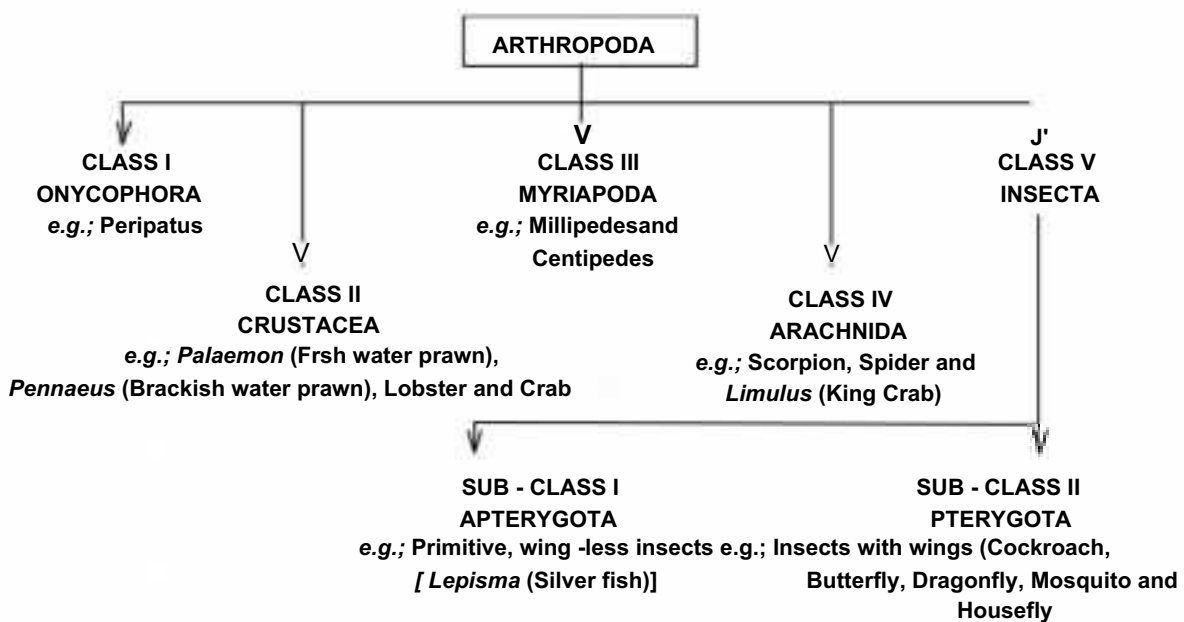 ARTHROPODA
CLASS I
ONYCOPHORA
e.g.; Peripatus
V
CLASS III
MYRIAPODA
e.g.; Millipedesand
Centipedes
J'
CLASS V
INSECTA
V
CLASS II
CRUSTACEA
e.g.; Palaemon (Frsh water prawn),
Pennaeus (Brackish water prawn), Lobster and Crab
V
CLASS IV
ARACHNIDA
e.g.; Scorpion, Spider and
Limulus (King Crab)
SUB - CLASS I
APTERYGOTA
e.g.; Primitive, wing -less insects
[ Lepisma (Silver fish)]
V
SUB - CLASS II
PTERYGOTA
e.g.; Insects with wings (Cockroach,
Butterfly, Dragonfly, Mosquito and
Housefly